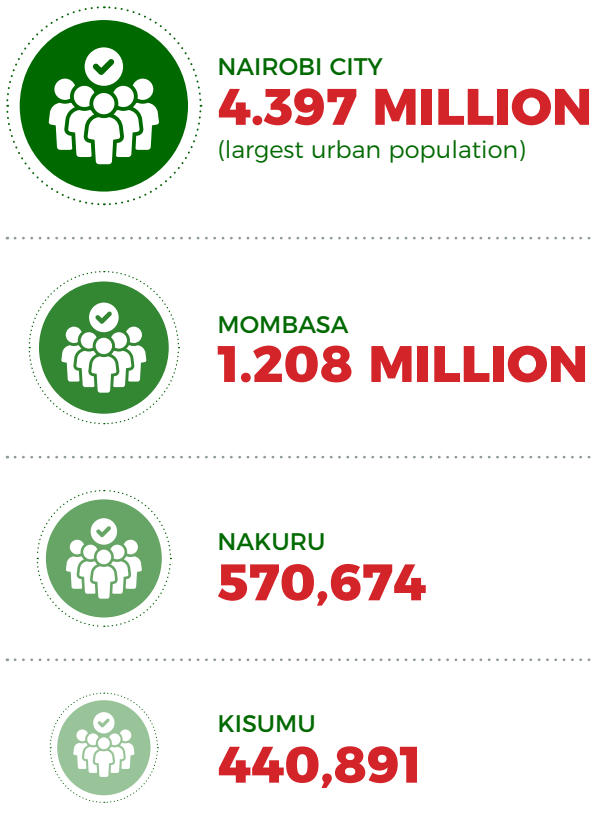 NAIROBI CITY
4.397 MILLION
(largest urban population)
MOMBASA
1.208 MILLION
NAKURU
570,674
KISUMU
440,891